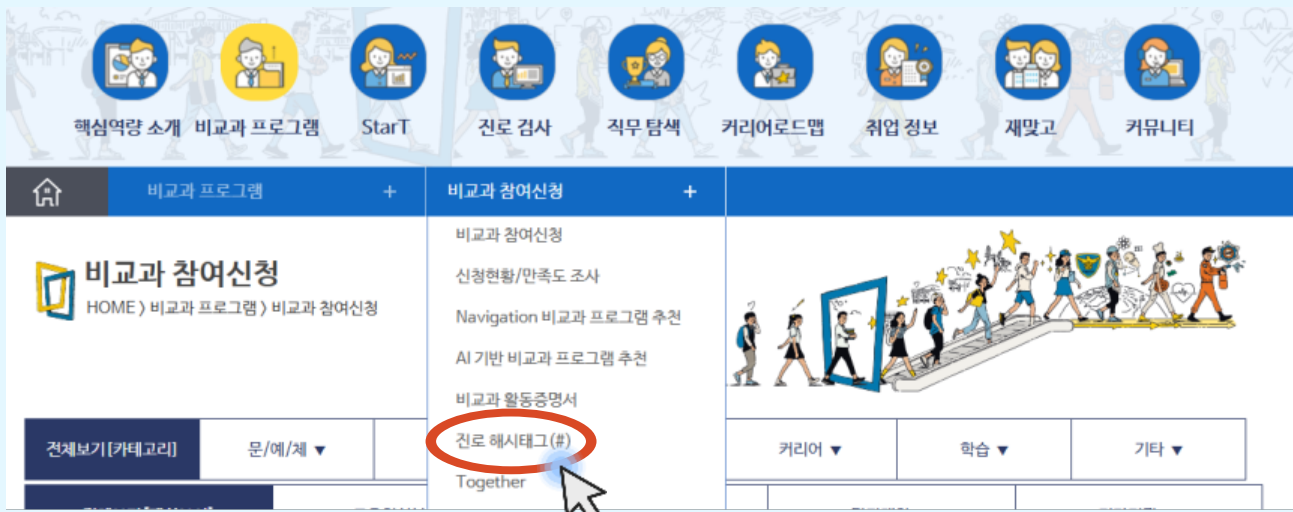 핵심역량 소개 비교과 프로그램 StarT 진로 검사 직무 탐색 커리어로드맵 취업 정보 재맞고 커뮤니티
비교과 프로그램 + 비교과 참여신청 +
비교과 참여신청
신청현황/만족도 조사
Navigation 비교과 프로그램 추천
AI 기반 비교과 프로그램 추천
비교과 활동증명서
진로 해시태그(#)
Together
비교과 참여신청
HOME 〉 비교과 프로그램 〉 비교과 참여신청
전체보기[카테고리] 문/예/체 ▼ 커리어 ▼ 학습 ▼ 기타 ▼